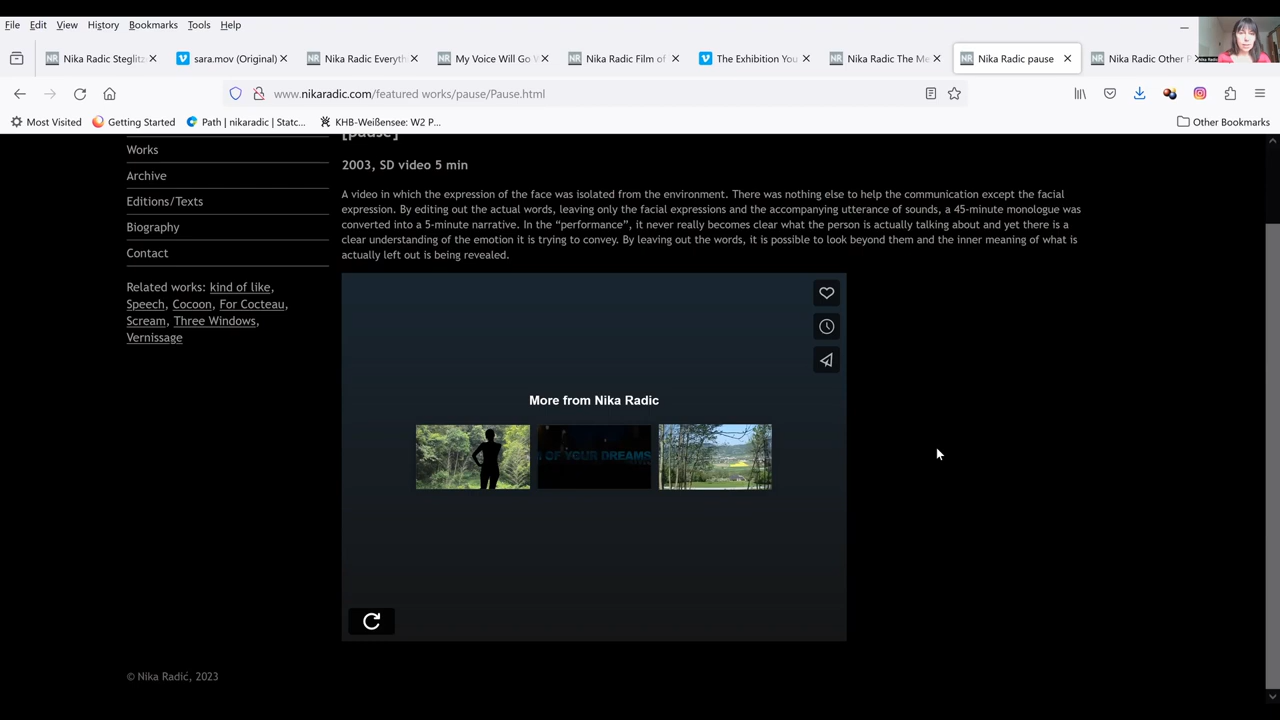 File Edit View History Bookmarks Tools Help
Nika Radic Steglitz
sara.mov (Original)
Nika Radic Everyth
My Voice Will Go V
Nika Radic Film of
The Exhibition You
Nika Radic The Me
Nika Radic pause
Nika Radic Other P
www.nikaradic.com/featured works/pause/Pause.html
Most Visited
Getting Started
Path | nikaradic | Statc...
KHB-Weißensee: W2 P...
Other Bookmarks
[pause]
Works
Archive
Editions/Texts
Biography
Contact
Related works: kind of like,
Speech, Cocoon, For Cocteau,
Scream, Three Windows,
Vernissage
2003, SD video 5 min
A video in which the expression of the face was isolated from the environment. There was nothing else to help the communication except the facial
expression. By editing out the actual words, leaving only the facial expressions and the accompanying utterance of sounds, a 45-minute monologue was
converted into a 5-minute narrative. In the “performance”, it never really becomes clear what the person is actually talking about and yet there is a
clear understanding of the emotion it is trying to convey. By leaving out the words, it is possible to look beyond them and the inner meaning of what is
actually left out is being revealed.
More from Nika Radic
OF YOUR DREAMS
© Nika Radić, 2023